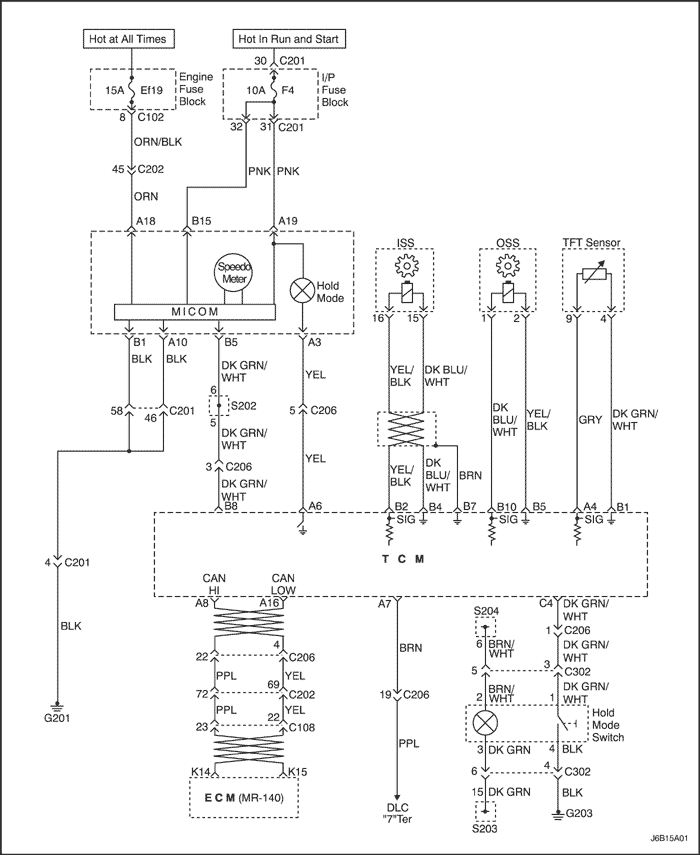 Hot at All Times
Hot In Run and Start
30 C201
15A Ef19
Engine
Fuse
Block
10A F4
I/P
Fuse
Block
8 C102
32 31 C201
ORN/BLK
45 C202
PNK PNK
ORN
A18 B15 A19
ISS OSS TFT Sensor
Speedo
Meter
Hold
Mode
MICOM
16 15 1 2 9 4
B1 A10 B5 A3
BLK BLK DK GRN/
WHT
YEL
YEL/
BLK
DK BLU/
WHT
6
S202
5
58 46 C201
5 C206
DK
BLU/
WHT
YEL/
BLK
GRY
DK GRN/
WHT
DK GRN/
WHT
3 C206
YEL
YEL/
BLK
DK
BLU/
WHT
BRN
DK GRN/
WHT
B8 A6 B2 B4 B7 B10 B5 A4 B1
SIG SIG SIG
4 C201
TCM
CAN
HI
CAN
LOW
A8 A16 A7 C4 DK GRN/
WHT
BLK
S204
1 C206
6 BRN/
WHT
DK GRN/
WHT
BRN
4
22 C206
5 3 C302
PPL YEL
69
72 C202
19 C206
BRN/
WHT
DK GRN/
WHT
2 1
PPL YEL
G201
22
23 C108
Hold
Mode
Switch
PPL
3 DK GRN 4 BLK
K14 K15
6 4 C302
ECM (MR-140)
15 DK GRN BLK
DLC
"7"Ter
S203
G203
J6B15A01